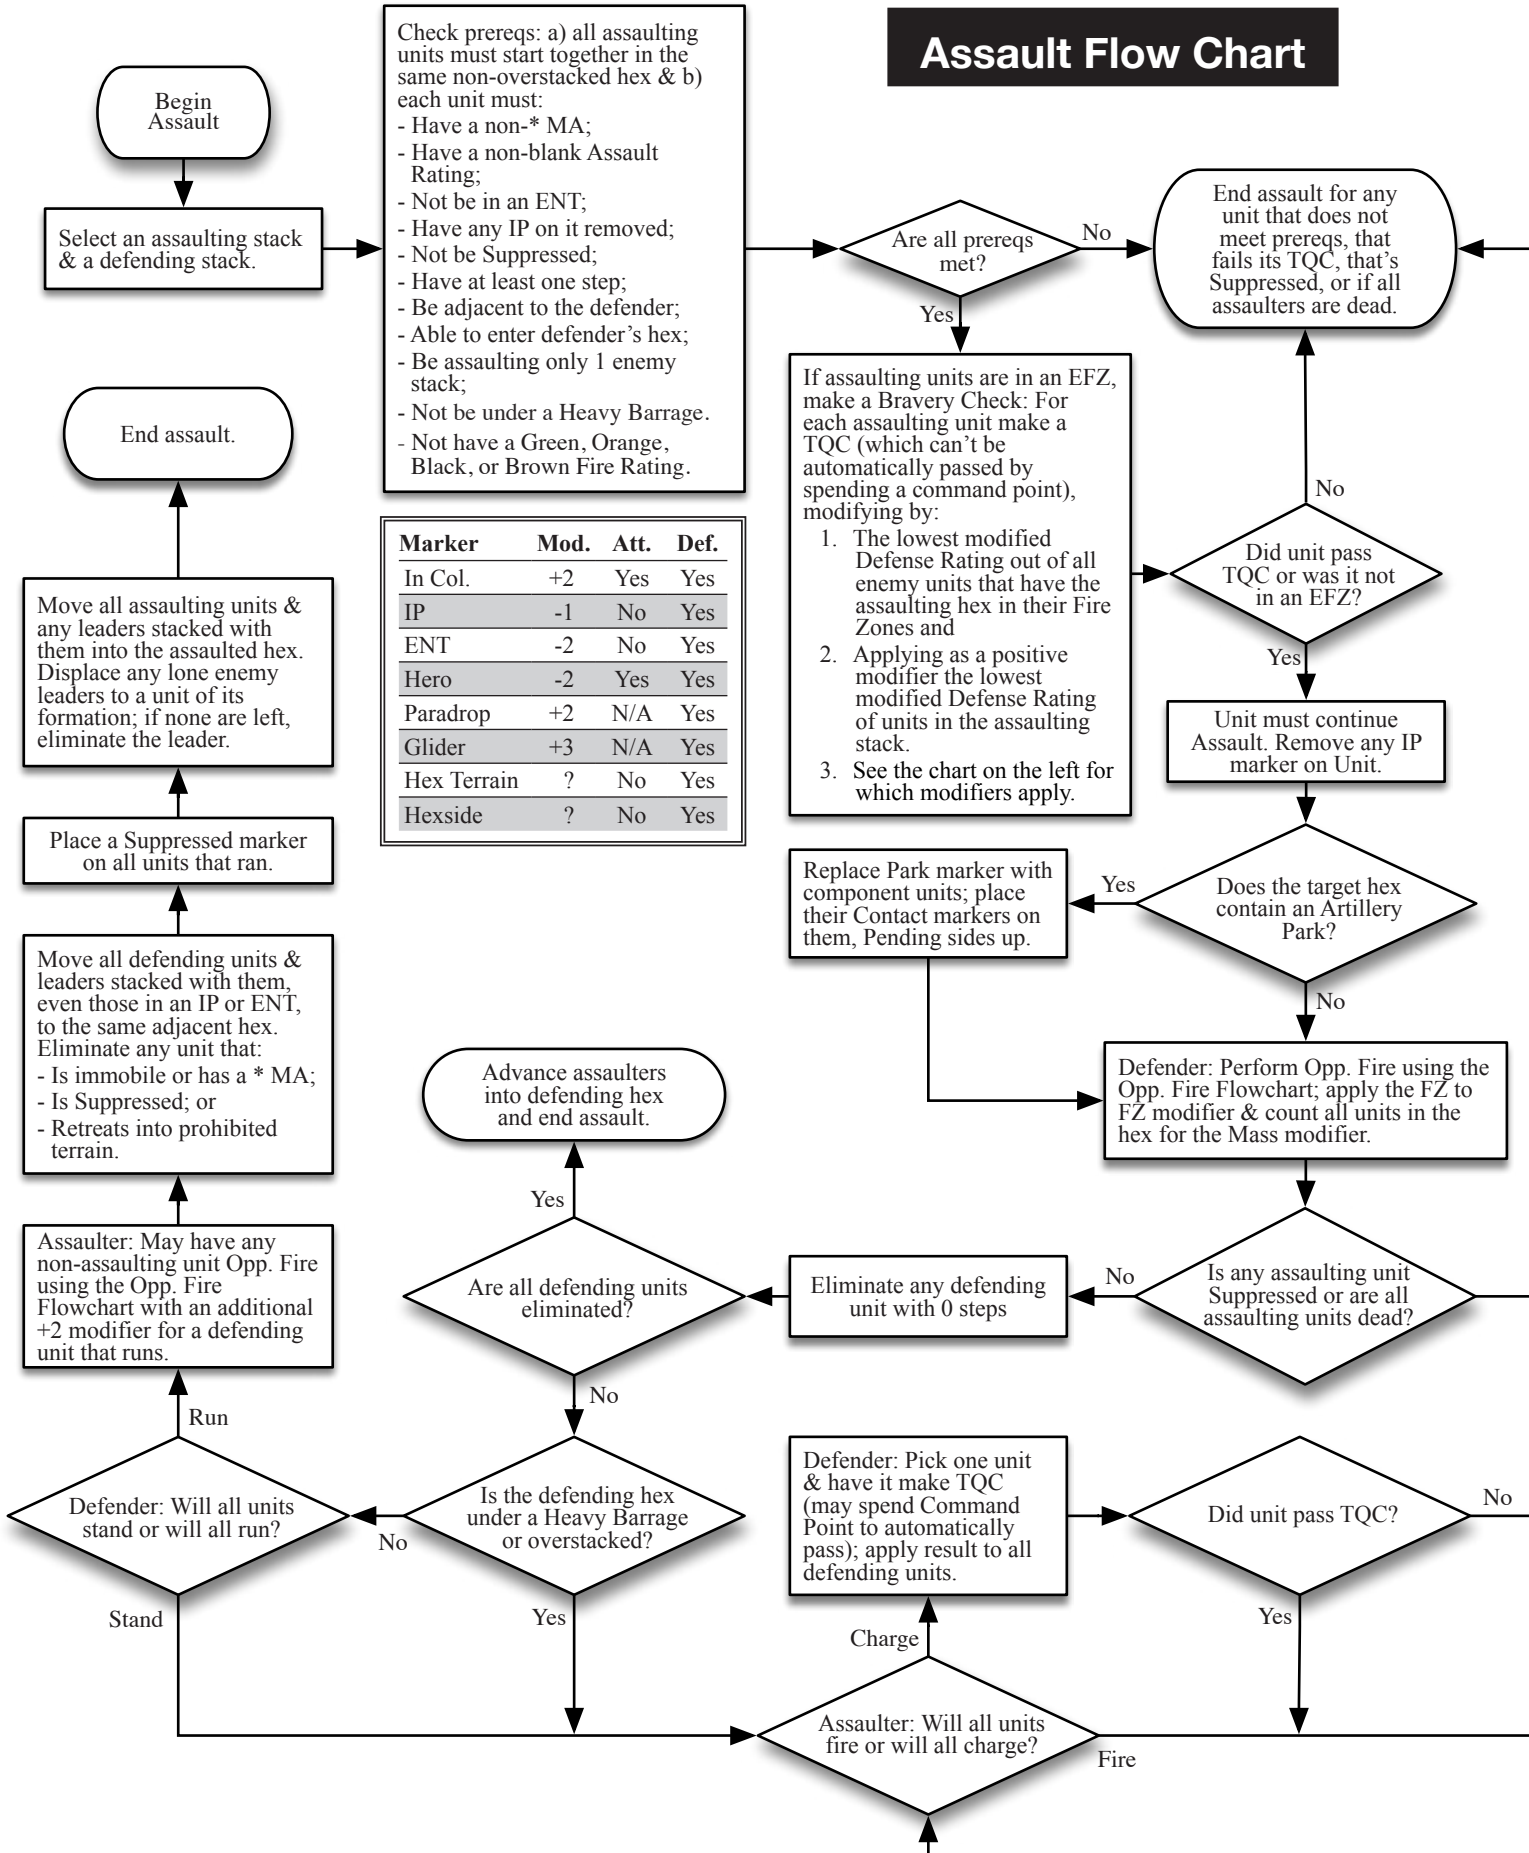 Assault Flow Chart
Begin
Assault
Select an assaulting stack
& a defending stack.
Check prereqs: a) all assaulting
units must start together in the
same non-overstacked hex & b)
each unit must:
- Have a non-* MA;
- Have a non-blank Assault
Rating;
- Not be in an ENT;
- Have any IP on it removed;
- Not be Suppressed;
- Have at least one step;
- Be adjacent to the defender;
- Able to enter defender's hex;
- Be assaulting only 1 enemy
stack;
- Not be under a Heavy Barrage.
- Not have a Green, Orange,
Black, or Brown Fire Rating.
Are all prereqs
met?
No
Yes
End assault for any
unit that does not
meet prereqs, that
fails its TQC, that's
Suppressed, or if all
assaulters are dead.
If assaulting units are in an EFZ,
make a Bravery Check: For
each assaulting unit make a
TQC (which can't be
automatically passed by
spending a command point),
modifying by:
1. The lowest modified
Defense Rating out of all
enemy units that have the
assaulting hex in their Fire
Zones and
2. Applying as a positive
modifier the lowest
modified Defense Rating
of units in the assaulting
stack.
3. See the chart on the left for
which modifiers apply.
Marker Mod. Att. Def.
In Col. +2 Yes Yes
IP -1 No Yes
ENT -2 No Yes
Hero -2 Yes Yes
Paradrop +2 N/A Yes
Glider +3 N/A Yes
Hex Terrain ? No Yes
Hexside ? No Yes
No
Did unit pass
TQC or was it not
in an EFZ?
Yes
Unit must continue
Assault. Remove any IP
marker on Unit.
Does the target hex
contain an Artillery
Park?
Yes
No
Replace Park marker with
component units; place
their Contact markers on
them, Pending sides up.
Defender: Perform Opp. Fire using the
Opp. Fire Flowchart; apply the FZ to
FZ modifier & count all units in the
hex for the Mass modifier.
Is any assaulting unit
Suppressed or are all
assaulting units dead?
No
Eliminate any defending
unit with 0 steps
Are all defending units
eliminated?
Yes
No
Advance assaulters
into defending hex
and end assault.
Is the defending hex
under a Heavy Barrage
or overstacked?
No
Yes
Defender: Will all units
stand or will all run?
Run
Stand
Assaulter: May have any
non-assaulting unit Opp. Fire
using the Opp. Fire
Flowchart with an additional
+2 modifier for a defending
unit that runs.
Move all defending units &
leaders stacked with them,
even those in an IP or ENT,
to the same adjacent hex.
Eliminate any unit that:
- Is immobile or has a * MA;
- Is Suppressed; or
- Retreats into prohibited
terrain.
Place a Suppressed marker
on all units that ran.
Move all assaulting units &
any leaders stacked with
them into the assaulted hex.
Displace any lone enemy
leaders to a unit of its
formation; if none are left,
eliminate the leader.
End assault.
Assaulter: Will all units
fire or will all charge?
Charge
Fire
Defender: Pick one unit
& have it make TQC
(may spend Command
Point to automatically
pass); apply result to all
defending units.
Did unit pass TQC?
No
Yes